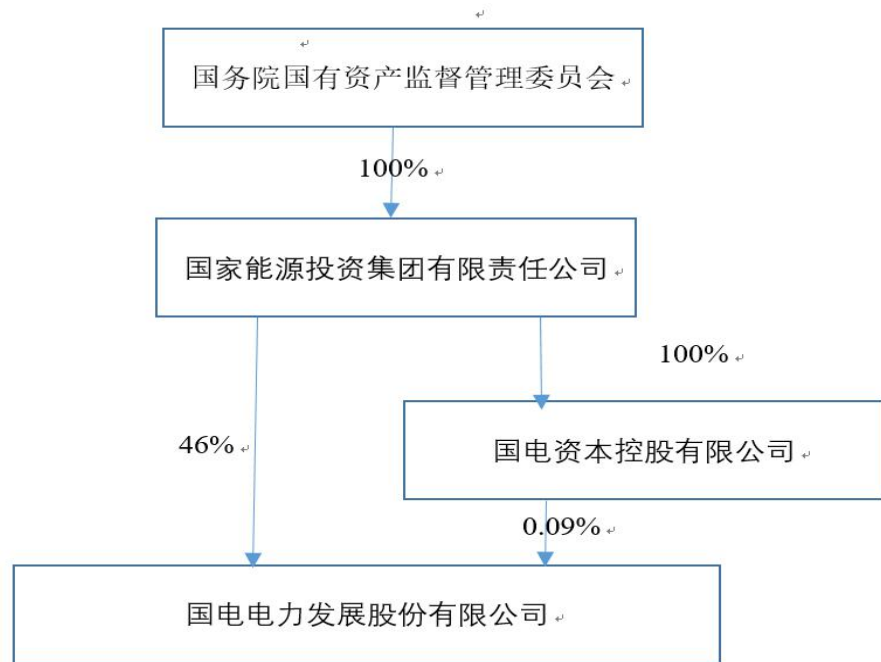 国务院国有资产监督管理委员会
100%
国家能源投资集团有限责任公司
100%
46%
国电资本控股有限公司
0.09%
国电电力发展股份有限公司